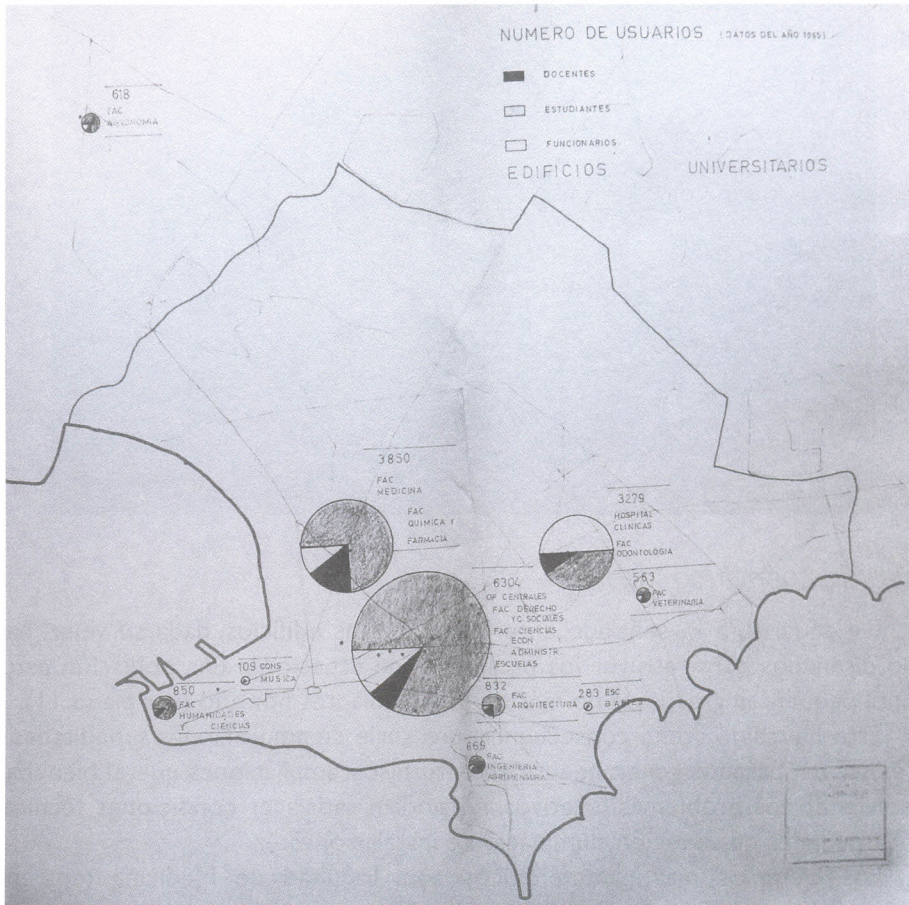 NUMERO DE USUARIOS (DATOS DEL AÑO 1965)
DOCENTES
ESTUDIANTES
FUNCIONARIOS
EDIFICIOS UNIVERSITARIOS
618
FAC
AGRONOMIA
3850
FAC
MEDICINA
FAC
QUIMICA Y
FARMACIA
3279
HOSPITAL
CLINICAS
FAC
ODONTOLOGIA
563
FAC
VETERINARIA
6304
OF CENTRALES
FAC DERECHO
Y C SOCIALES
FAC CIENCIAS
ECON
ADMINISTR
ESCUELAS
109 CONS
MUSICA
850
FAC
HUMANIDADES
Y CIENCIAS
832
FAC
ARQUITECTURA
283 ESC
B ARTES
669
FAC
INGENIERIA
AGRIMENSURA